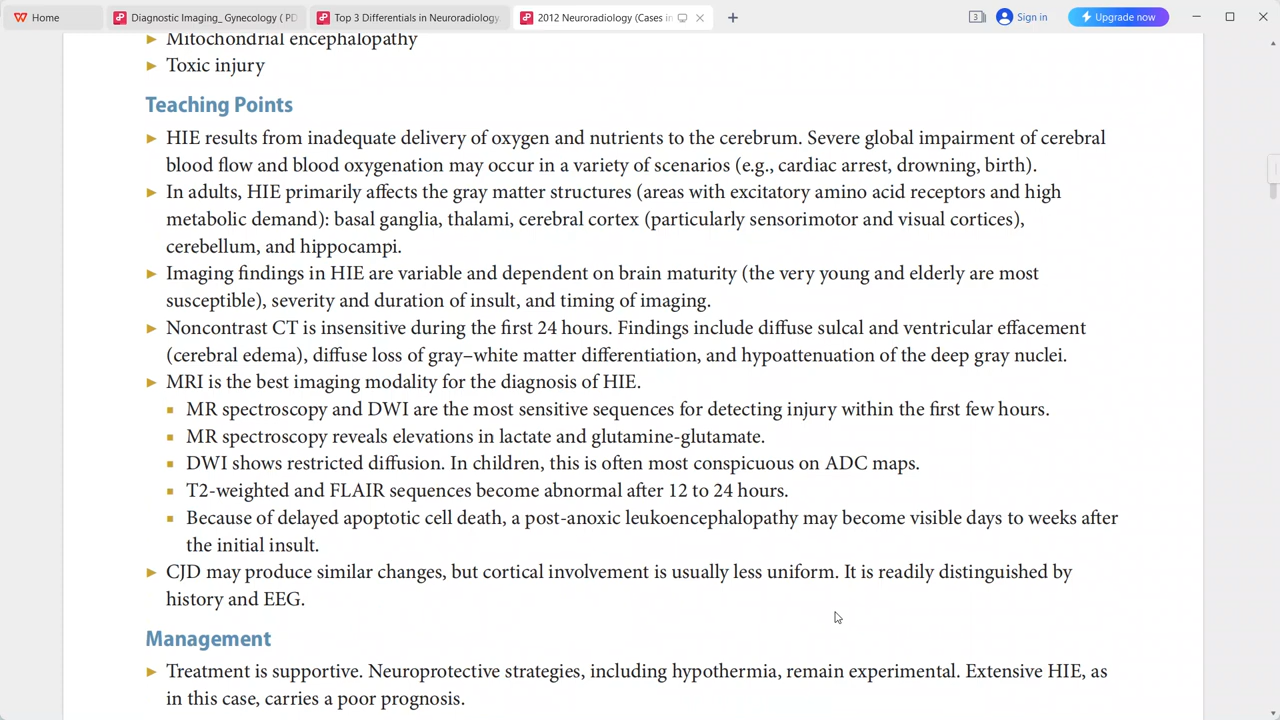 Home
Diagnostic Imaging_ Gynecology ( PD
Top 3 Differentials in Neuroradiology
2012 Neuroradiology (Cases in
3
Sign in
Upgrade now
Mitochondrial encephalopathy
Toxic injury
Teaching Points
HIE results from inadequate delivery of oxygen and nutrients to the cerebrum. Severe global impairment of cerebral
blood flow and blood oxygenation may occur in a variety of scenarios (e.g., cardiac arrest, drowning, birth).
In adults, HIE primarily affects the gray matter structures (areas with excitatory amino acid receptors and high
metabolic demand): basal ganglia, thalami, cerebral cortex (particularly sensorimotor and visual cortices),
cerebellum, and hippocampi.
Imaging findings in HIE are variable and dependent on brain maturity (the very young and elderly are most
susceptible), severity and duration of insult, and timing of imaging.
Noncontrast CT is insensitive during the first 24 hours. Findings include diffuse sulcal and ventricular effacement
(cerebral edema), diffuse loss of gray–white matter differentiation, and hypoattenuation of the deep gray nuclei.
MRI is the best imaging modality for the diagnosis of HIE.
MR spectroscopy and DWI are the most sensitive sequences for detecting injury within the first few hours.
MR spectroscopy reveals elevations in lactate and glutamine-glutamate.
DWI shows restricted diffusion. In children, this is often most conspicuous on ADC maps.
T2-weighted and FLAIR sequences become abnormal after 12 to 24 hours.
Because of delayed apoptotic cell death, a post-anoxic leukoencephalopathy may become visible days to weeks after
the initial insult.
CJD may produce similar changes, but cortical involvement is usually less uniform. It is readily distinguished by
history and EEG.
Management
Treatment is supportive. Neuroprotective strategies, including hypothermia, remain experimental. Extensive HIE, as
in this case, carries a poor prognosis.